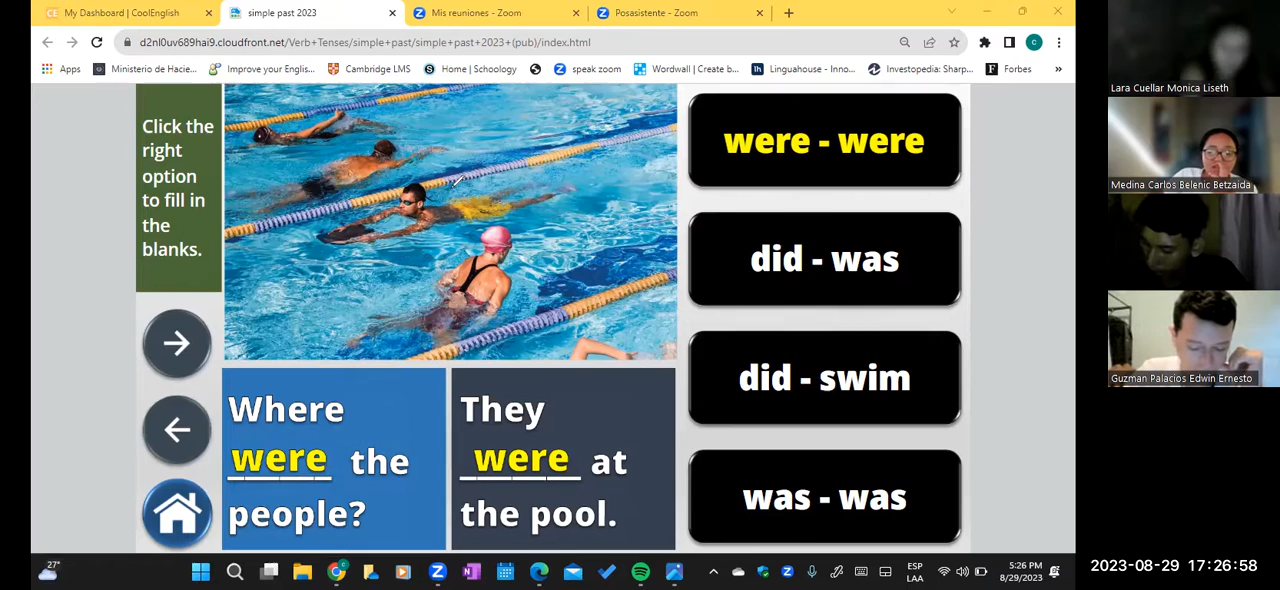 My Dashboard | CoolEnglish
simple past 2023
Mis reuniones - Zoom
Posasistente - Zoom
d2nl0uv689hai9.cloudfront.net/Verb+Tenses/simple+past/simple+past+2023+(pub)/index.html
Apps
Ministerio de Hacie...
Improve your Englis...
Cambridge LMS
Home | Schoology
speak zoom
Wordwall | Create b...
Linguahouse - Inno...
Investopedia: Sharp...
Forbes
»
Click the
right
option
to fill in
the
blanks.
were - were
did - was
did - swim
was - was
Where
were the
people?
They
were at
the pool.
Lara Cuellar Monica Liseth
Medina Carlos Belenic Betzaida
Guzman Palacios Edwin Ernesto
27°
ESP
LAA
5:26 PM
8/29/2023
2023-08-29 17:26:58